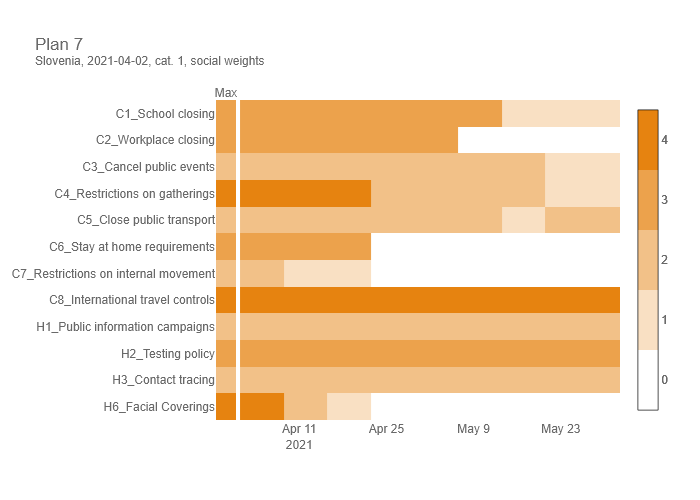 Plan 7
Slovenia, 2021-04-02, cat. 1, social weights
Max
C1_School closing
C2_Workplace closing
C3_Cancel public events
C4_Restrictions on gatherings
C5_Close public transport
C6_Stay at home requirements
C7_Restrictions on internal movement
C8_International travel controls
H1_Public information campaigns
H2_Testing policy
H3_Contact tracing
H6_Facial Coverings
Apr 11
2021
Apr 25
May 9
May 23
4
3
2
1
0